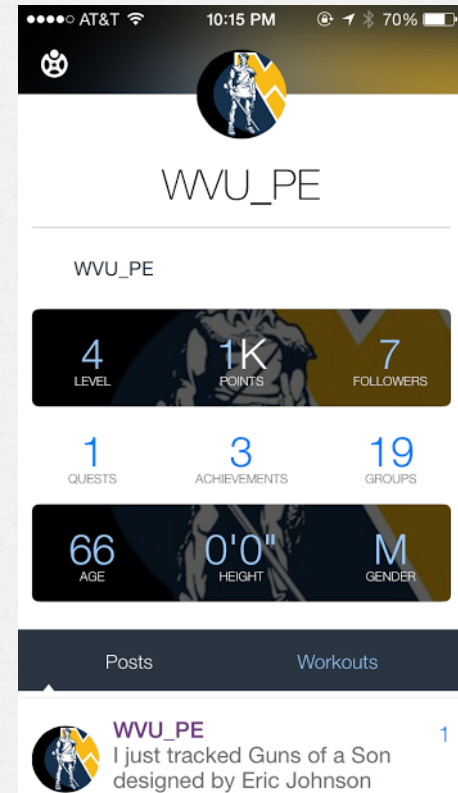 AT&T 10:15 PM 70%
WVU_PE
WVU_PE
4 1K 7
LEVEL POINTS FOLLOWERS
1 3 19
QUESTS ACHIEVEMENTS GROUPS
66 0'0" M
AGE HEIGHT GENDER
Posts Workouts
WVU_PE 1
I just tracked Guns of a Son
designed by Eric Johnson